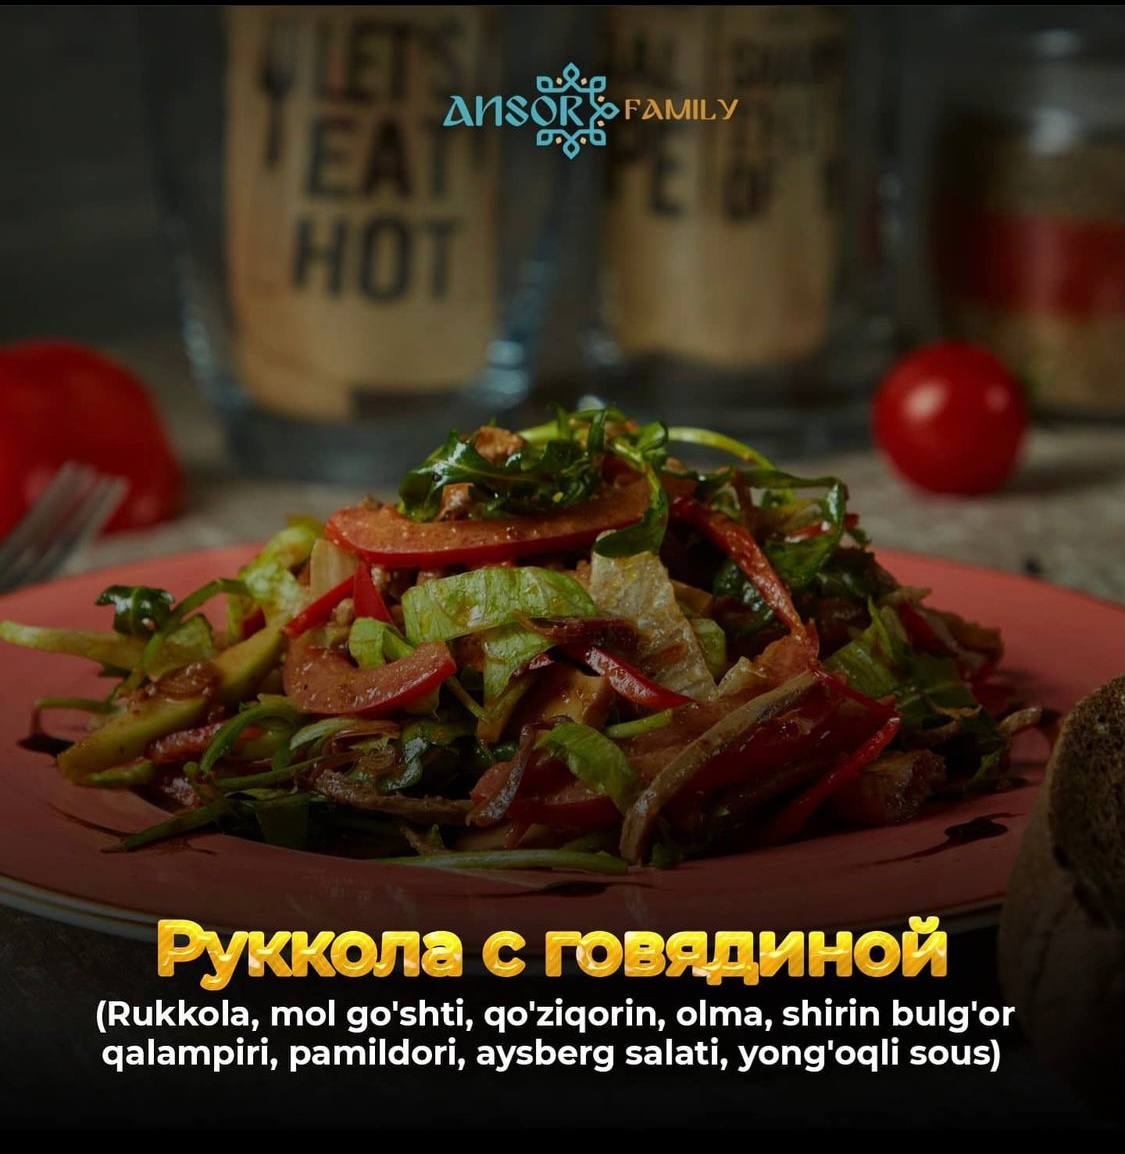 ANSOR FAMILY
LET'S
EAT
HOT
Руккола с говядиной
(Rukkola, mol go'shti, qo'ziqorin, olma, shirin bulg'or
qalampiri, pamildori, aysberg salati, yong'oqli sous)